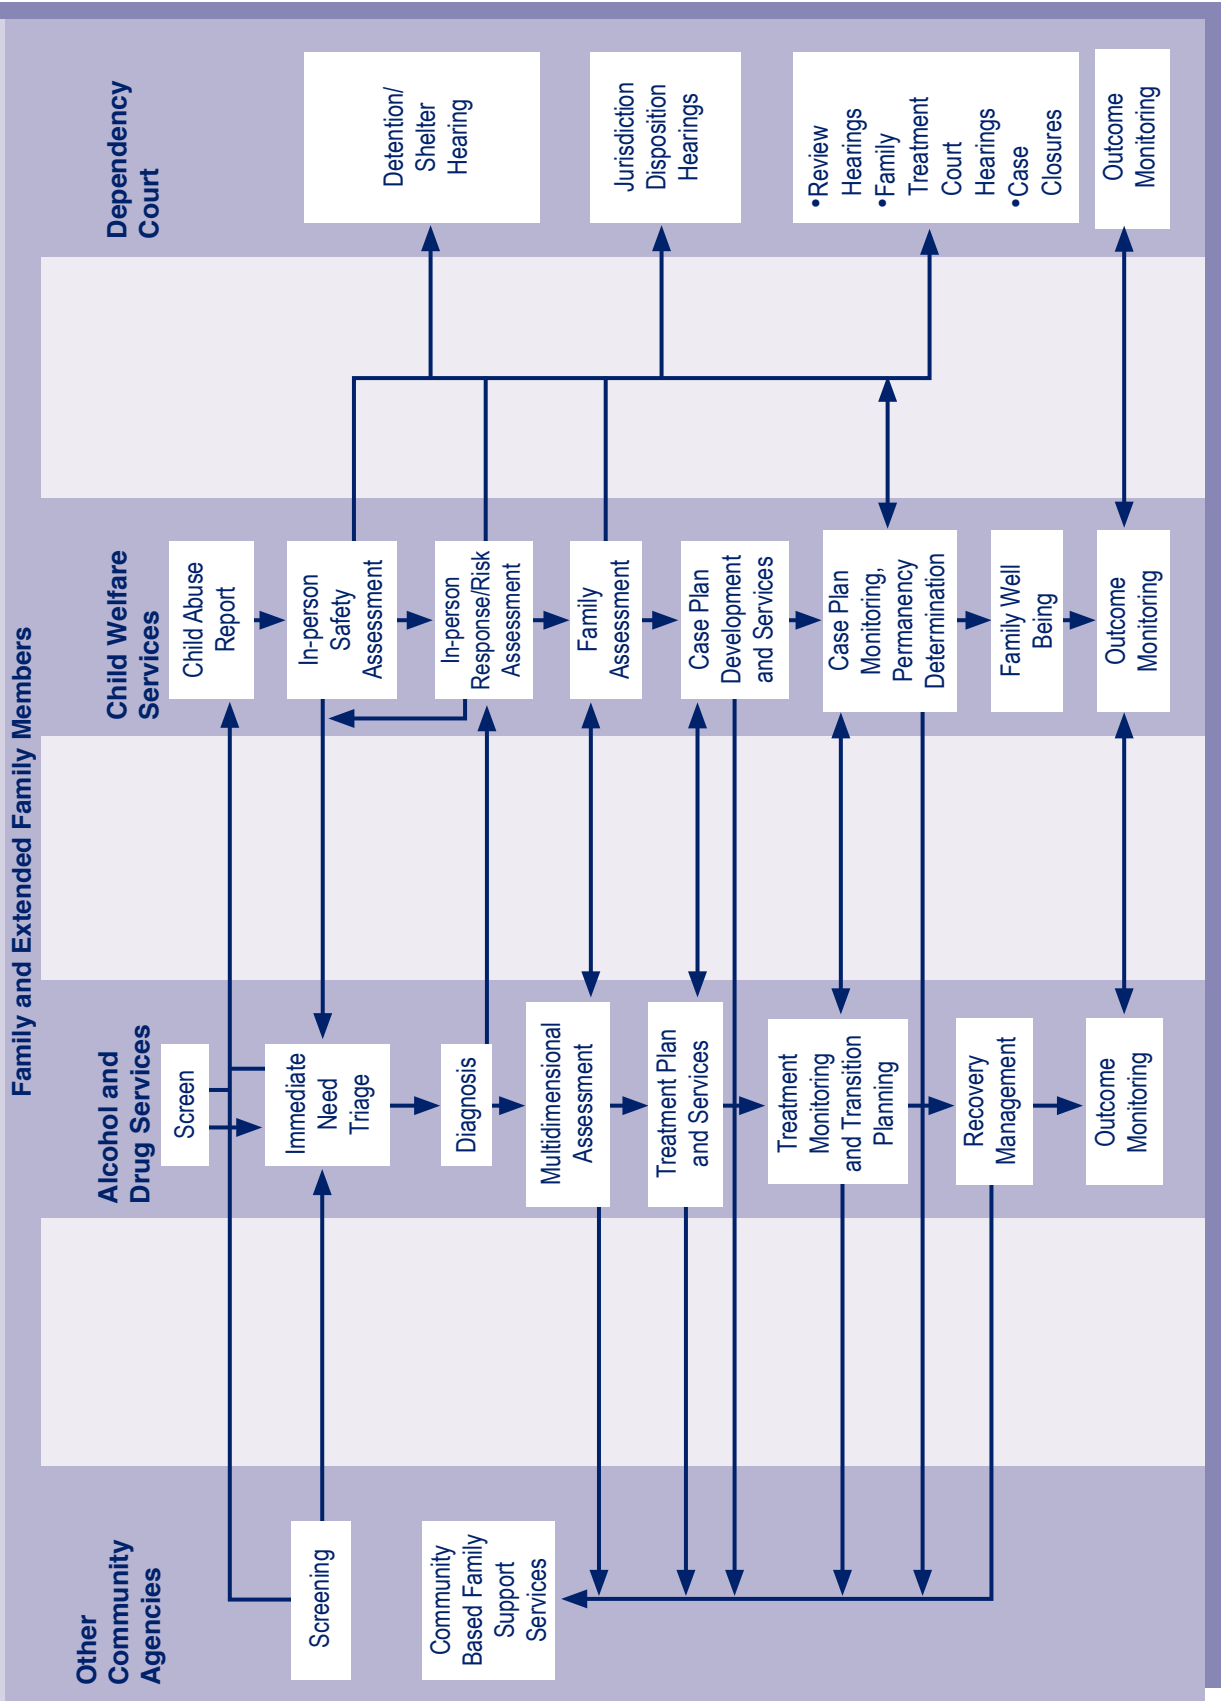 Family and Extended Family Members
Other
Community
Agencies
Alcohol and
Drug Services
Child Welfare
Services
Dependency
Court
Screening
Community
Based Family
Support
Services
Screen
Immediate
Need
Triage
Diagnosis
Multidimensional
Assessment
Treatment Plan
and Services
Treatment
Monitoring
and Transition
Planning
Recovery
Management
Outcome
Monitoring
Child Abuse
Report
In-person
Safety
Assessment
In-person
Response/Risk
Assessment
Family
Assessment
Case Plan
Development
and Services
Case Plan
Monitoring,
Permanency
Determination
Family Well
Being
Outcome
Monitoring
Detention/
Shelter
Hearing
Jurisdiction
Disposition
Hearings
•Review
Hearings
•Family
Treatment
Court
Hearings
•Case
Closures
Outcome
Monitoring